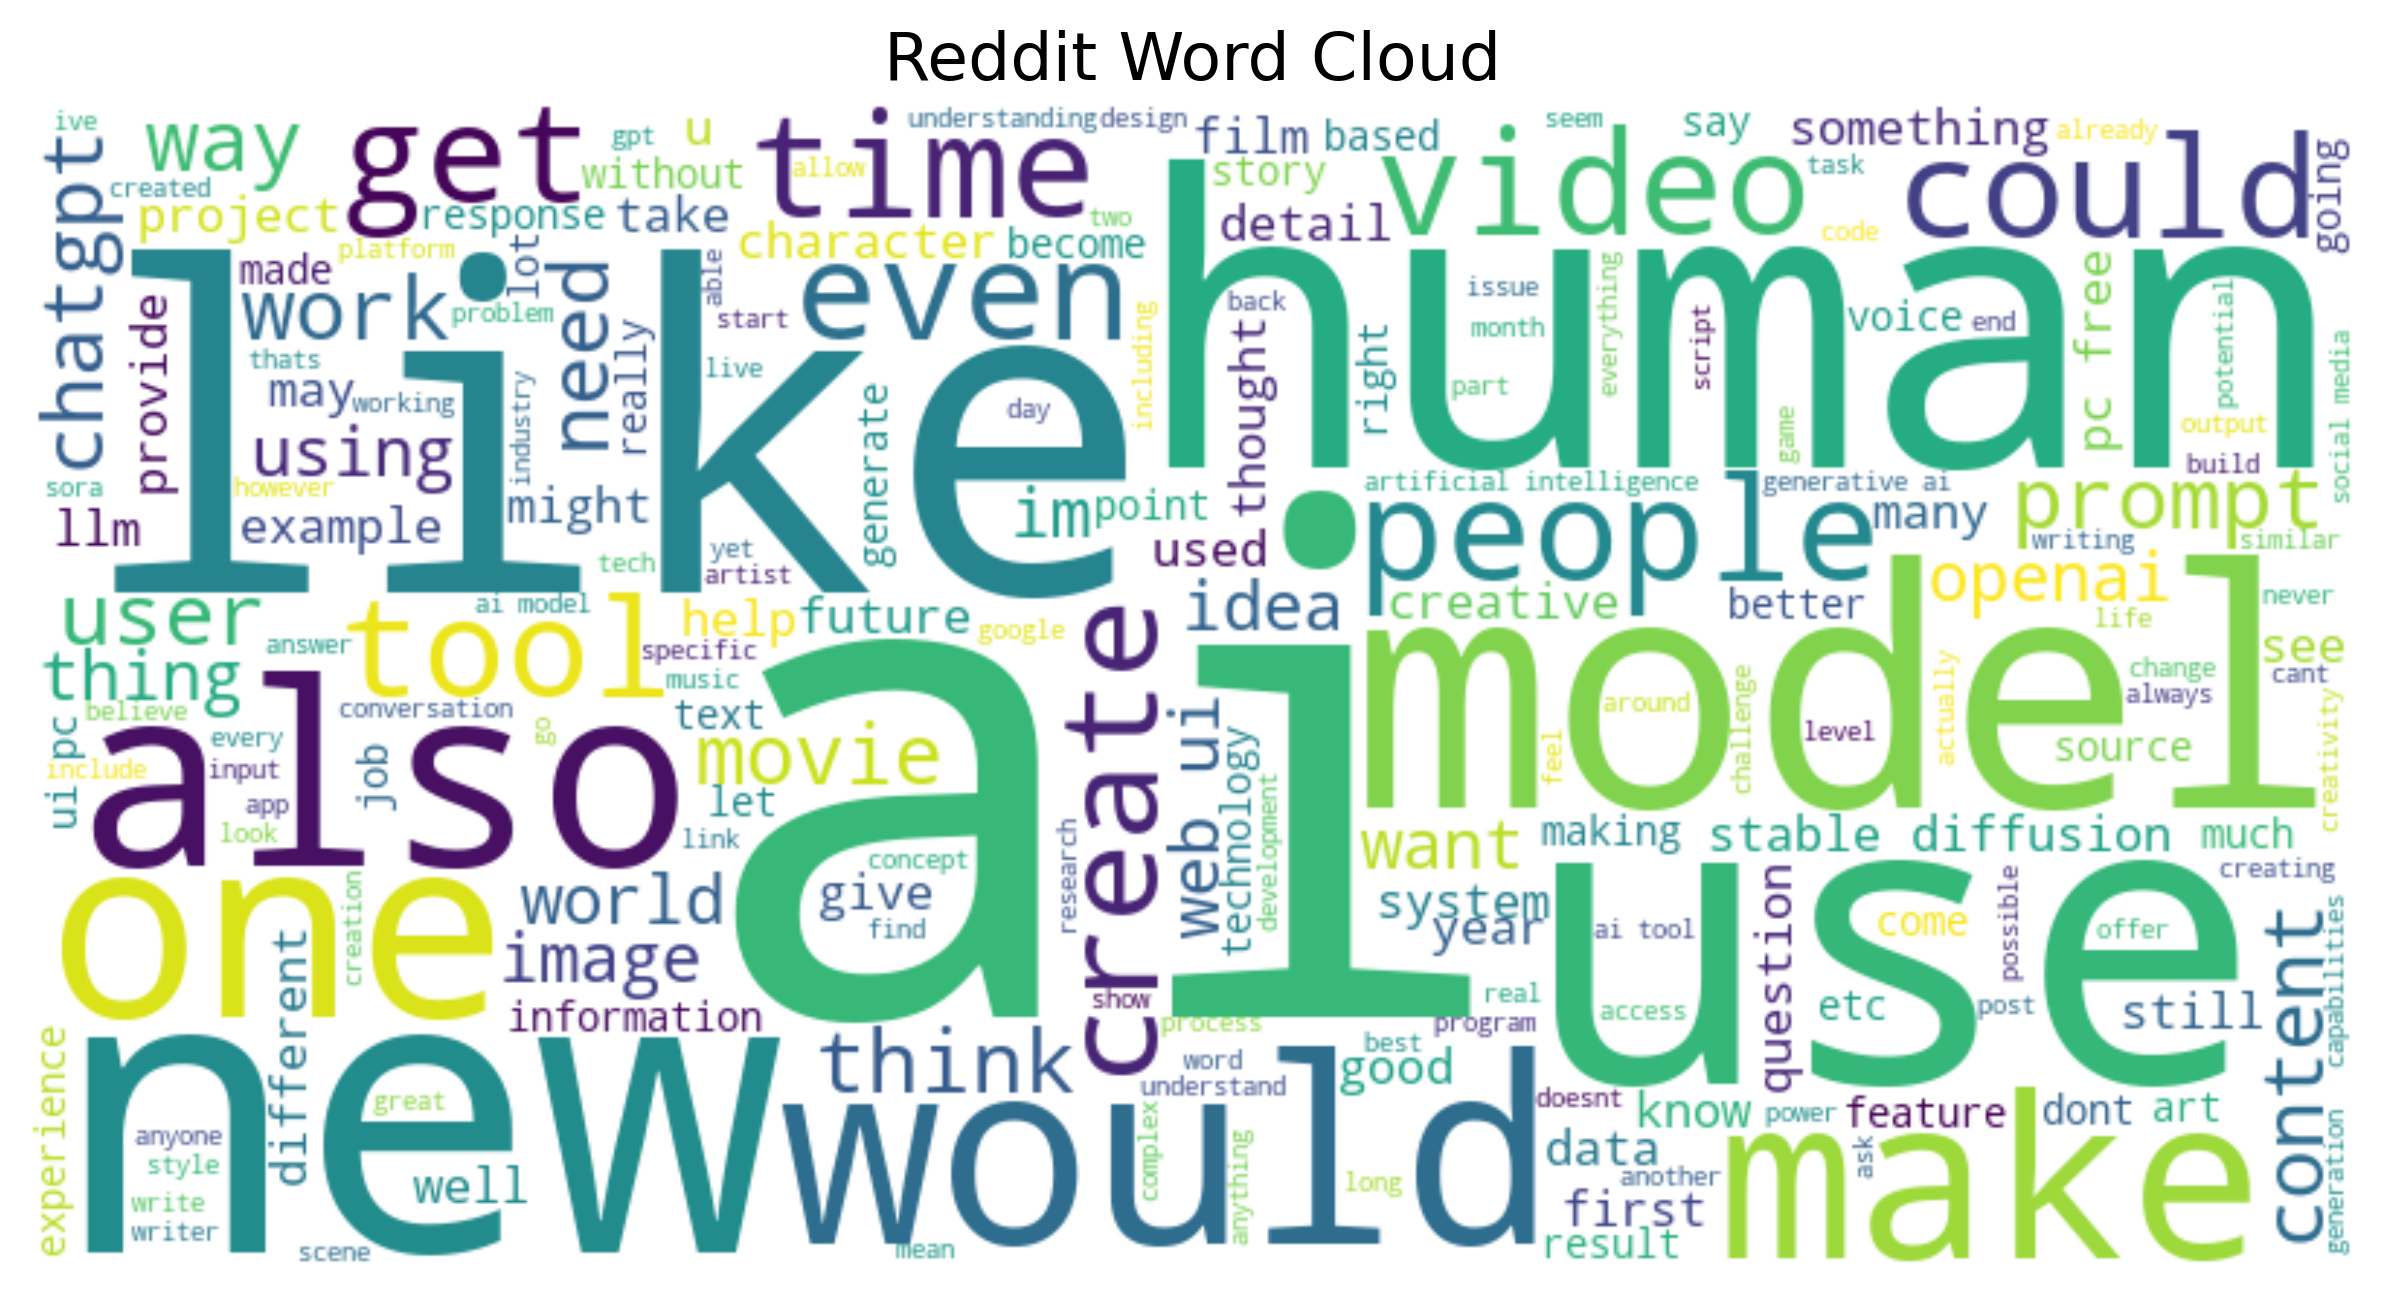 Reddit Word Cloud
ive
way
get
gpt
u
time
understanding
design
film
based
seem
say
something
already
could
going
chatgpt
created
without
allow
story
video
task
project
response
take
two
detail
code
platform
character
become
human
made
lot
able
even
like
work
need
problem
start
including
back
issue
everything
month
script
voice
end
pc free
potential
social media
provide
thats
really
live
thought
right
part
game
may
working
industry
day
generate
output
using
build
sora
however
might
im
point
artificial intelligence
generative ai
prompt
llm
example
used
people
many
writing
similar
tech
yet
artist
user
tool
ai model
help
future
google
create
idea
creative
better
openai
life
never
answer
specific
ai
model
see
thing
music
change
cant
believe
conversation
text
web ui
around
challenge
actually
always
creativity
ui pc
also
every
go
movie
technology
feel
level
source
include
input
job
app
let
development
look
link
research
want
making
stable diffusion
much
concept
use
creating
one
creation
world
give
find
system
year
ai tool
question
come
possible
offer
capabilities
content
image
different
information
show
real
access
etc
post
still
process
program
experience
new
think
would
word
best
understand
good
great
doesnt
know
power
feature
dont
art
anyone
complex
anything
make
ask
generation
style
well
long
data
another
write
first
writer
scene
mean
result